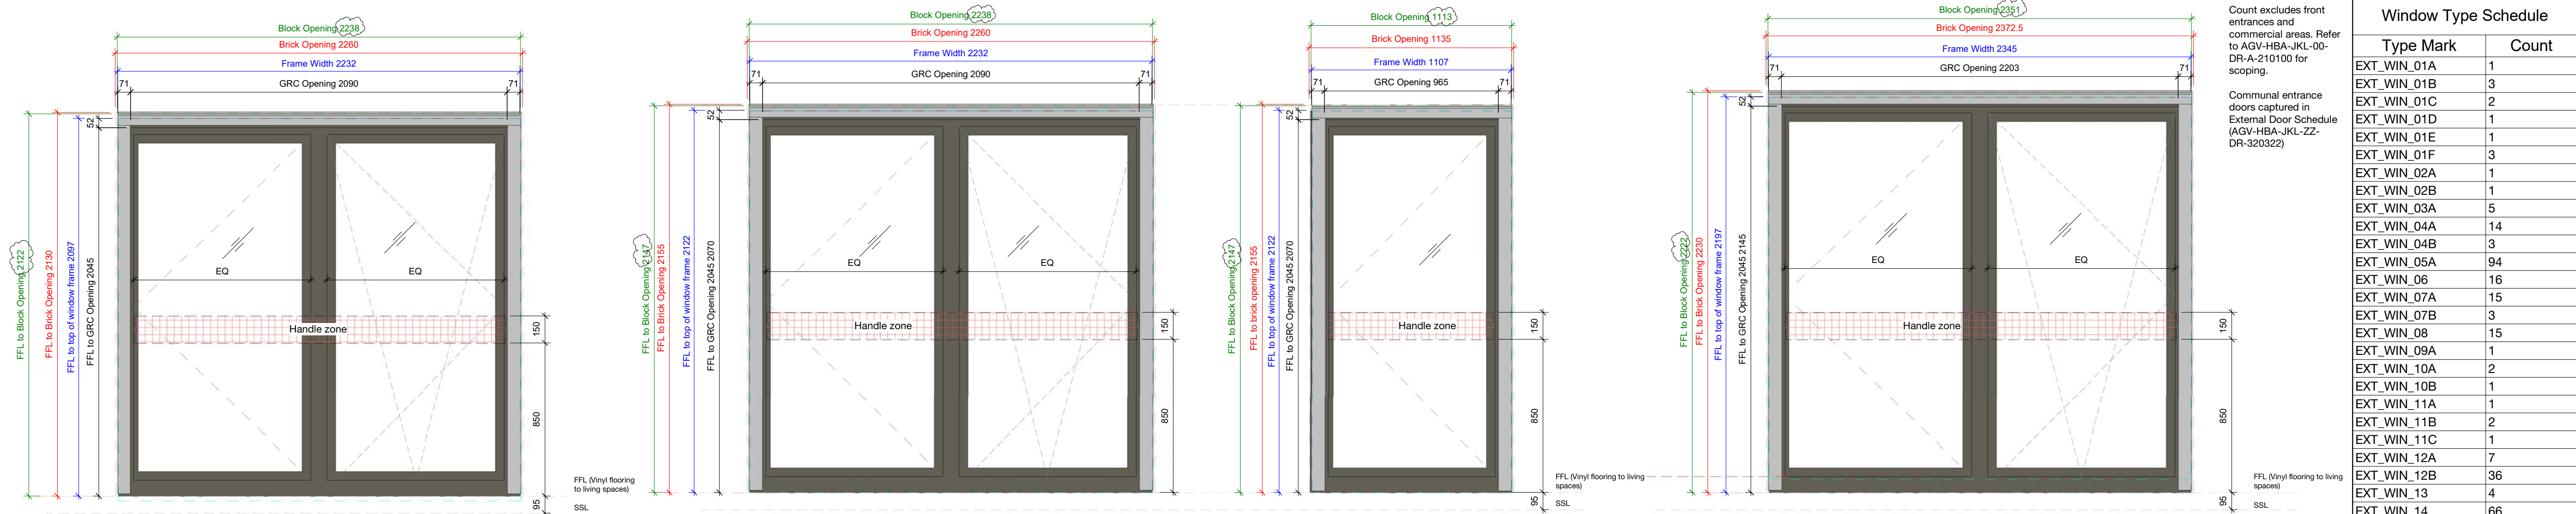 Block Opening 2238
Brick Opening 2260
Frame Width 2232
GRC Opening 2090
71
71
52
FFL to Block Opening 2122
FFL to Brick Opening 2130
FFL to top of window frame 2097
FFL to GRC Opening 2045
EQ
EQ
Handle zone
150
850
95
FFL (Vinyl flooring
to living spaces)
SSL
Block Opening 2238
Brick Opening 2260
Frame Width 2232
GRC Opening 2090
71
71
52
FFL to Block Opening 2147
FFL to Brick Opening 2155
FFL to top of window frame 2122
FFL to GRC Opening 2045 2070
EQ
EQ
Handle zone
150
850
Block Opening 1113
Brick Opening 1135
Frame Width 1107
GRC Opening 965
71
71
52
FFL to Block Opening 2147
FFL to brick opening 2155
FFL to top of window frame 2122
FFL to GRC Opening 2045 2070
Handle zone
150
850
95
FFL (Vinyl flooring to living
spaces)
SSL
Block Opening 2351
Brick Opening 2372.5
Frame Width 2345
GRC Opening 2203
71
71
52
FFL to Block Opening 2222
FFL to Brick Opening 2230
FFL to top of window frame 2197
FFL to GRC Opening 2045 2145
EQ
EQ
Handle zone
150
850
95
FFL (Vinyl flooring to living
spaces)
SSL
Count excludes front
entrances and
commercial areas. Refer
to AGV-HBA-JKL-00-
DR-A-210100 for
scoping.
Communal entrance
doors captured in
External Door Schedule
(AGV-HBA-JKL-ZZ-
DR-320322)
Window Type Schedule
Type Mark Count
EXT_WIN_01A 1
EXT_WIN_01B 3
EXT_WIN_01C 2
EXT_WIN_01D 1
EXT_WIN_01E 1
EXT_WIN_01F 3
EXT_WIN_02A 1
EXT_WIN_02B 1
EXT_WIN_03A 5
EXT_WIN_04A 14
EXT_WIN_04B 3
EXT_WIN_05A 94
EXT_WIN_06 16
EXT_WIN_07A 15
EXT_WIN_07B 3
EXT_WIN_08 15
EXT_WIN_09A 1
EXT_WIN_10A 2
EXT_WIN_10B 1
EXT_WIN_11A 1
EXT_WIN_11B 2
EXT_WIN_11C 1
EXT_WIN_12A 7
EXT_WIN_12B 36
EXT_WIN_13 4
EXT_WIN_14 66